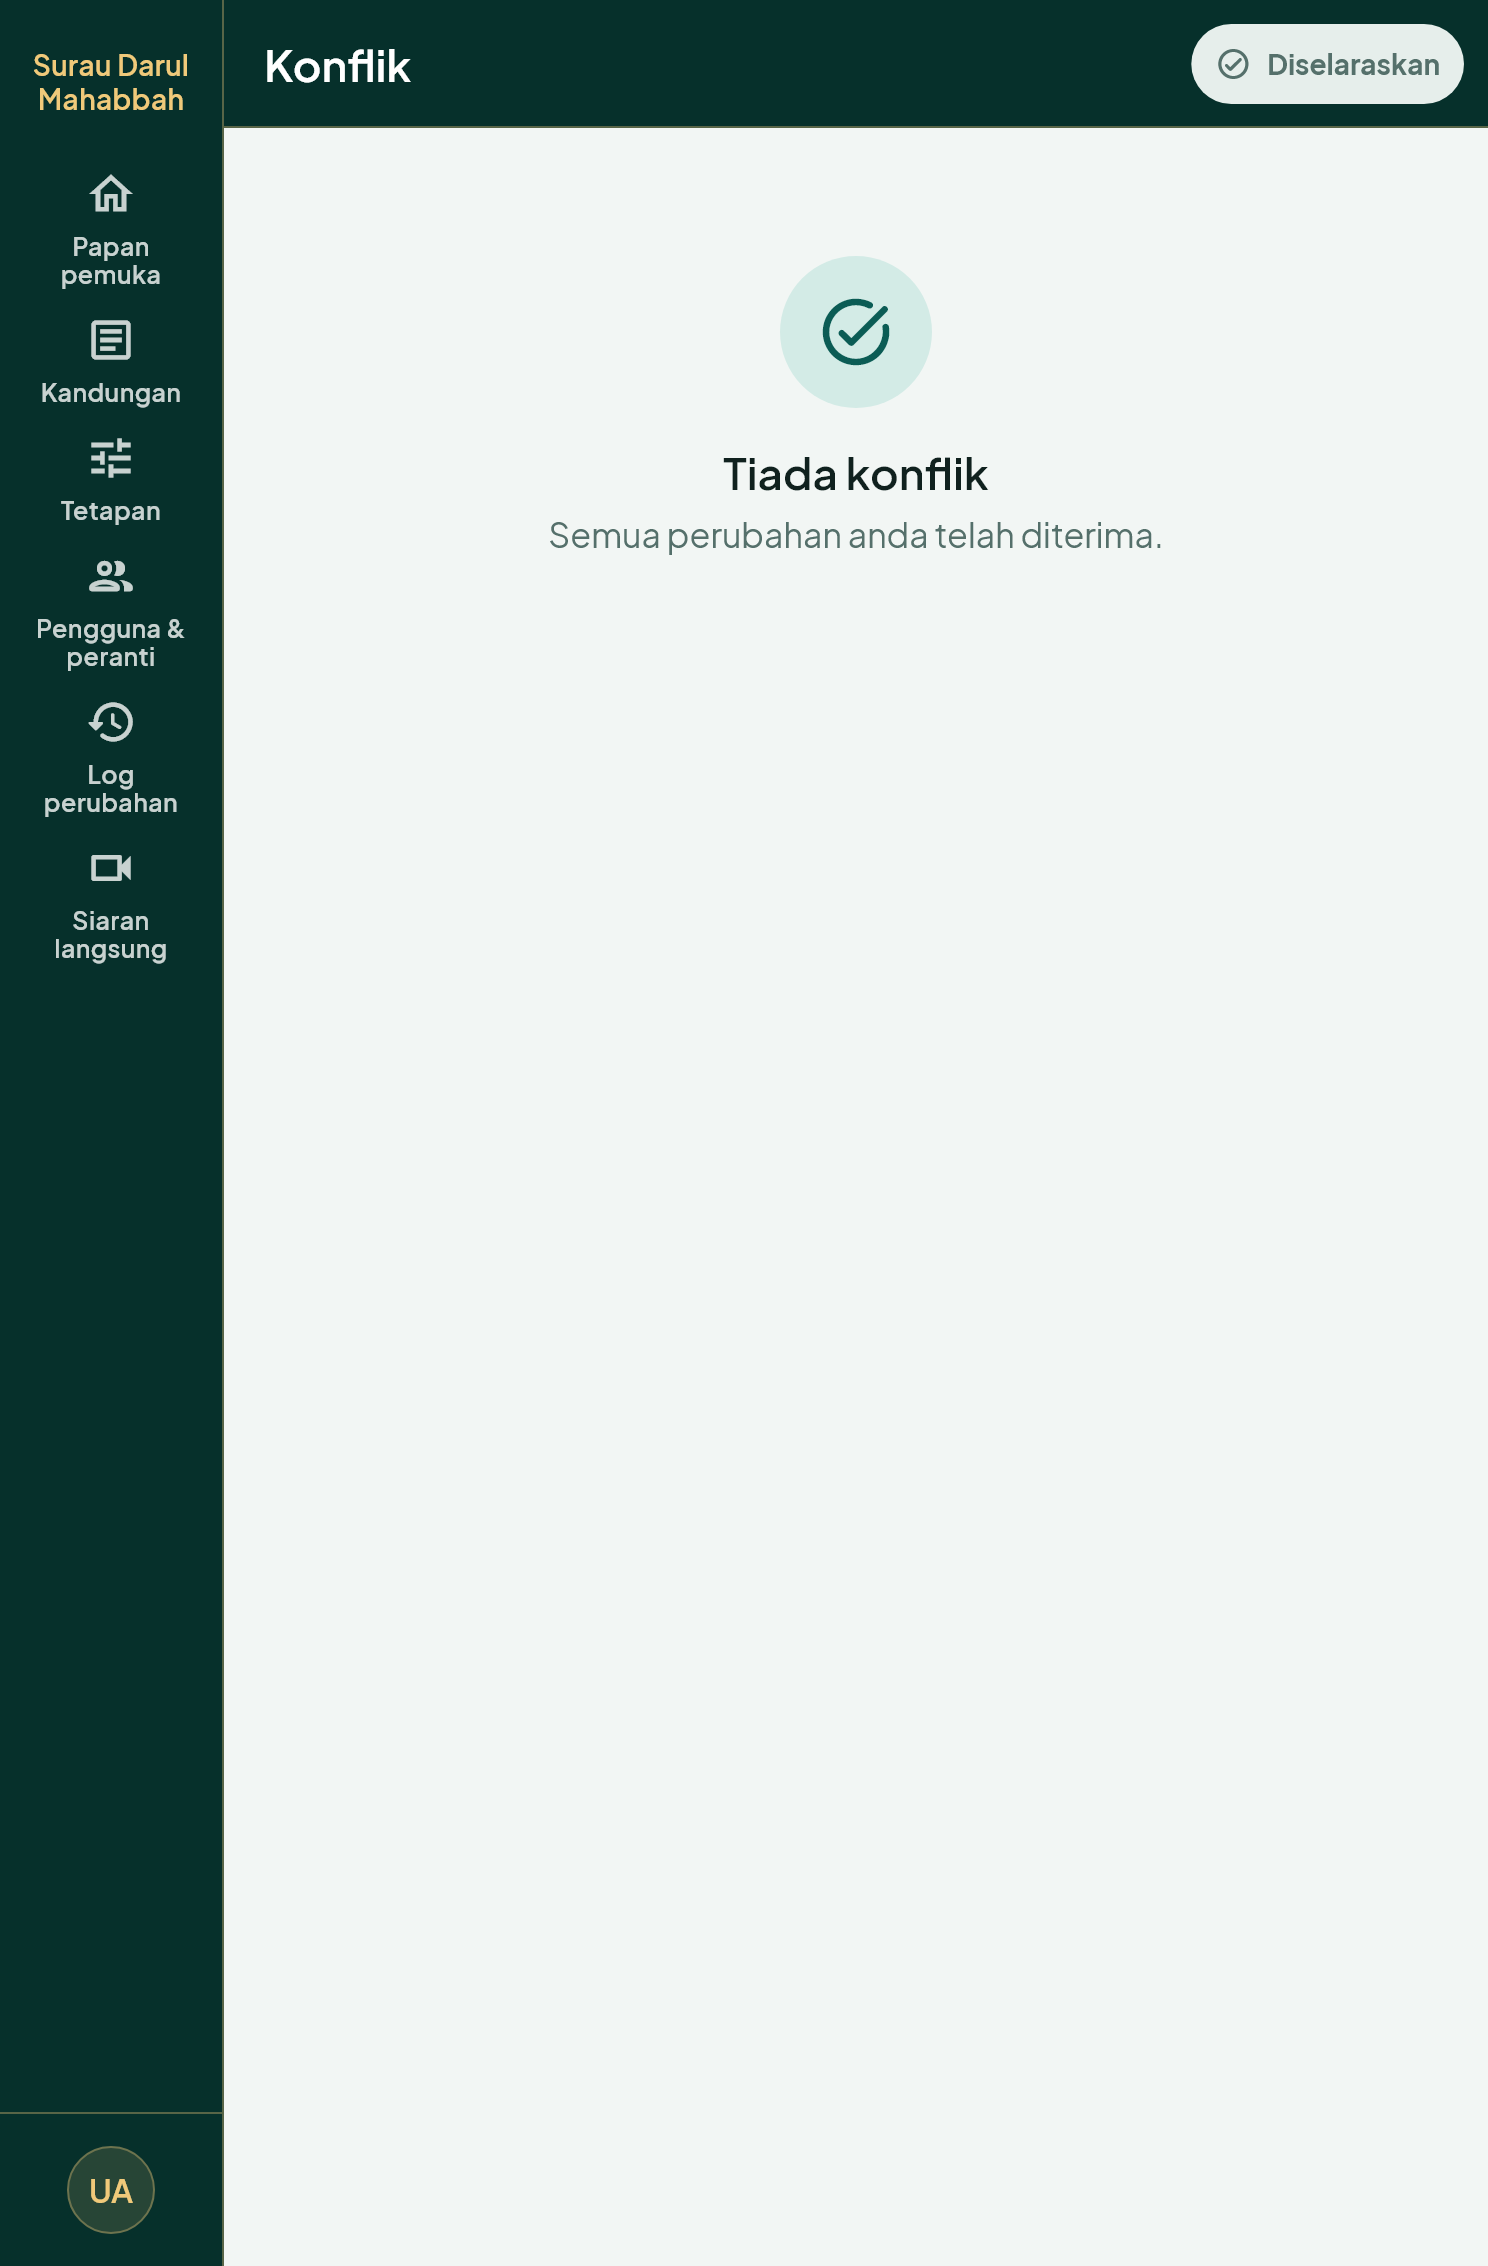 Surau Darul
Mahabbah
Papan
pemuka
Kandungan
Tetapan
Pengguna &
peranti
Log
perubahan
Siaran
langsung
UA
Konflik
Diselaraskan
Tiada konflik
Semua perubahan anda telah diterima.